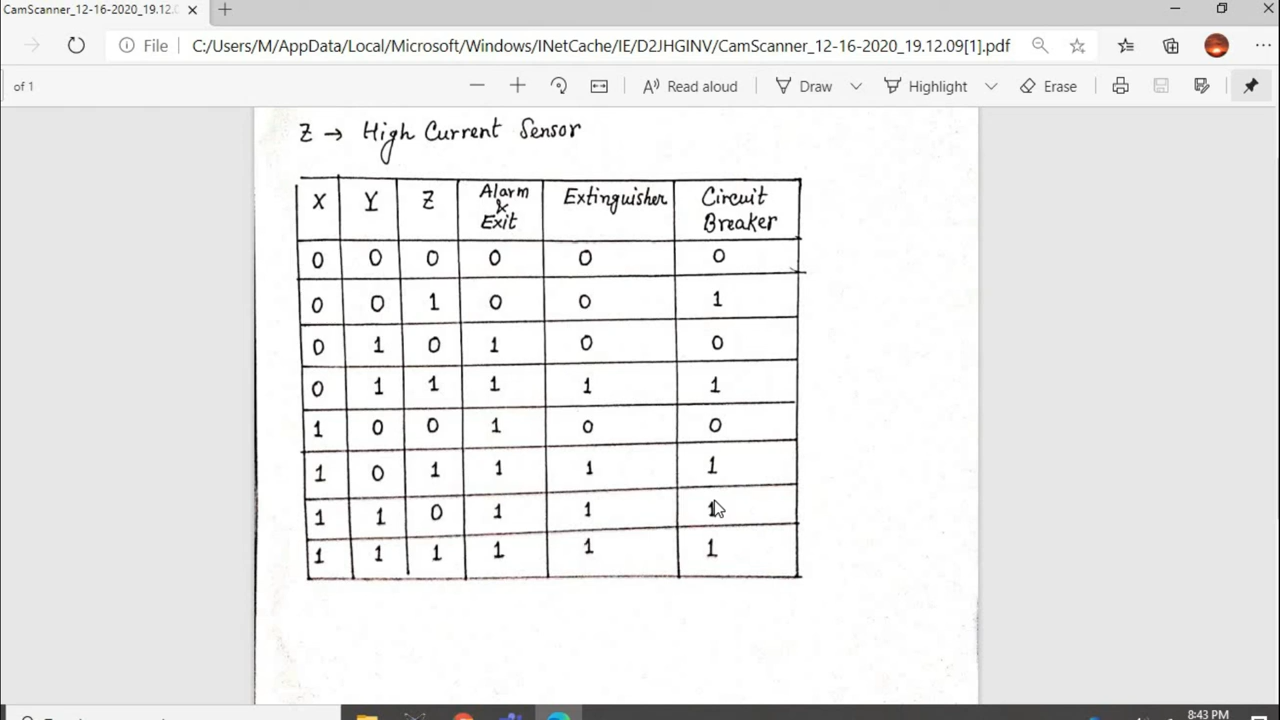 CamScanner_12-16-2020_19.12.0
File C:/Users/M/AppData/Local/Microsoft/Windows/INetCache/IE/D2JHGINV/CamScanner_12-16-2020_19.12.09[1].pdf
of 1 Read aloud Draw Highlight Erase
Z → High Current Sensor
X Y Z Alarm & Exit Extinguisher Circuit Breaker
0 0 0 0 0 0
0 0 1 0 0 1
0 1 0 1 0 0
0 1 1 1 1 1
1 0 0 1 0 0
1 0 1 1 1 1
1 1 0 1 1 1
1 1 1 1 1 1
8:43 PM